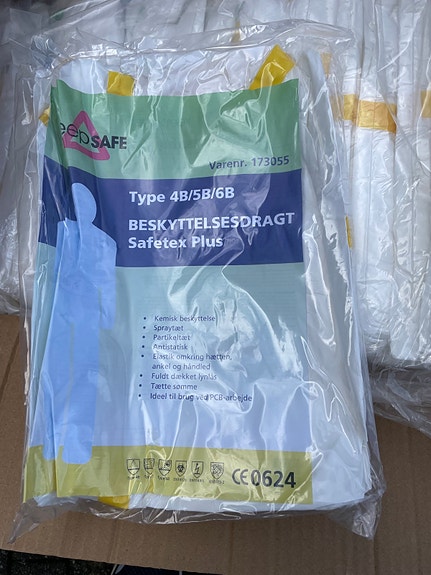 eepSAFE
Varenr. 173055
Type 4B/5B/6B
BESKYTTELSESDRAGT
Safetex Plus
• Kemisk beskyttelse
• Spraytæt
• Partikeltæt
• Antistatisk
• Elastik omkring hætten,
ankel og håndled
• Fuldt dækket lynlås
• Tætte sømme
• Ideel til brug ved PCB-arbejde
CE0624